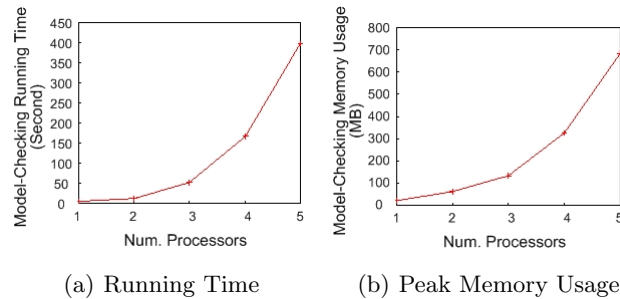 Model-Checking Running Time
(Second)
450
400
350
300
250
200
150
100
50
0
1 2 3 4 5
Num. Processors
(a) Running Time
Model-Checking Memory Usage
(MB)
800
700
600
500
400
300
200
100
0
1 2 3 4 5
Num. Processors
(b) Peak Memory Usage